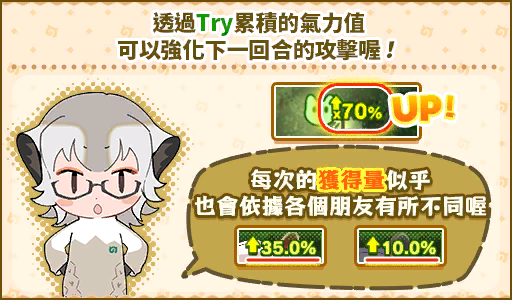 透過Try累積的氣力值
可以強化下一回合的攻擊喔！
x70% UP!
每次的獲得量似乎
也會依據各個朋友有所不同喔
35.0% 10.0%